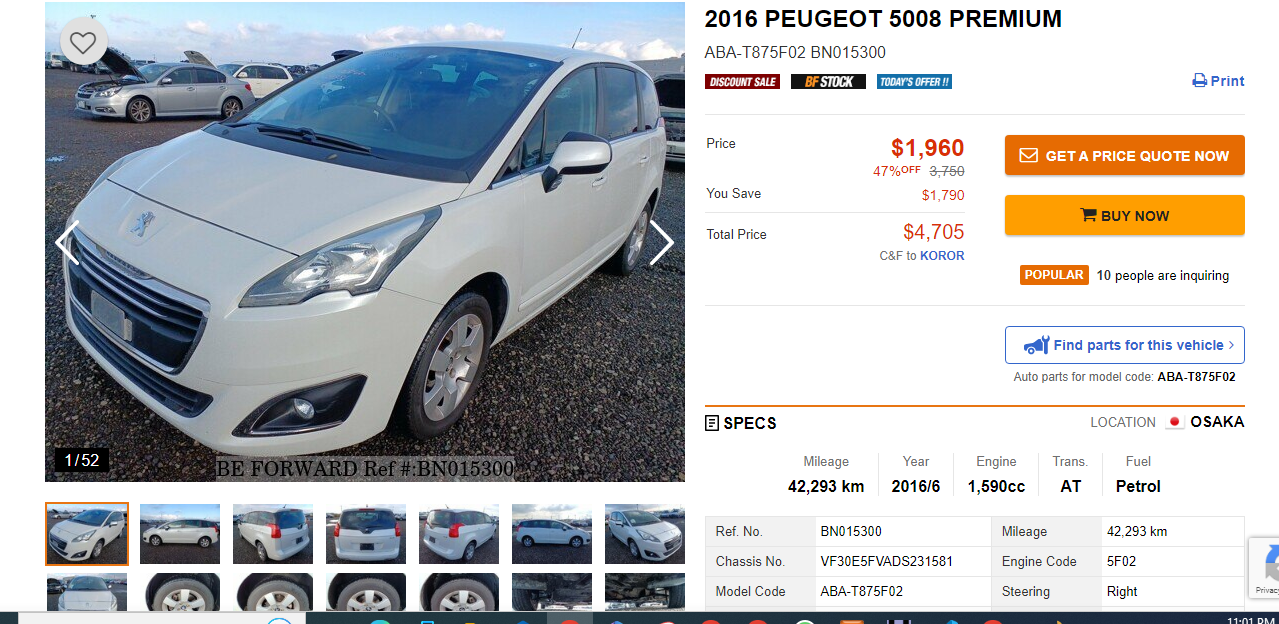 2016 PEUGEOT 5008 PREMIUM
ABA-T875F02 BN015300
DISCOUNT SALE BF STOCK TODAY'S OFFER !!
Print
Price $1,960
47%OFF 3,750
You Save $1,790
Total Price $4,705
C&F to KOROR
GET A PRICE QUOTE NOW
BUY NOW
POPULAR 10 people are inquiring
Find parts for this vehicle
Auto parts for model code: ABA-T875F02
1/52
BE FORWARD Ref #:BN015300
SPECS LOCATION OSAKA
Mileage Year Engine Trans. Fuel
42,293 km 2016/6 1,590cc AT Petrol
Ref. No. BN015300 Mileage 42,293 km
Chassis No. VF30E5FVADS231581 Engine Code 5F02
Model Code ABA-T875F02 Steering Right
Privacy
11:01 PM